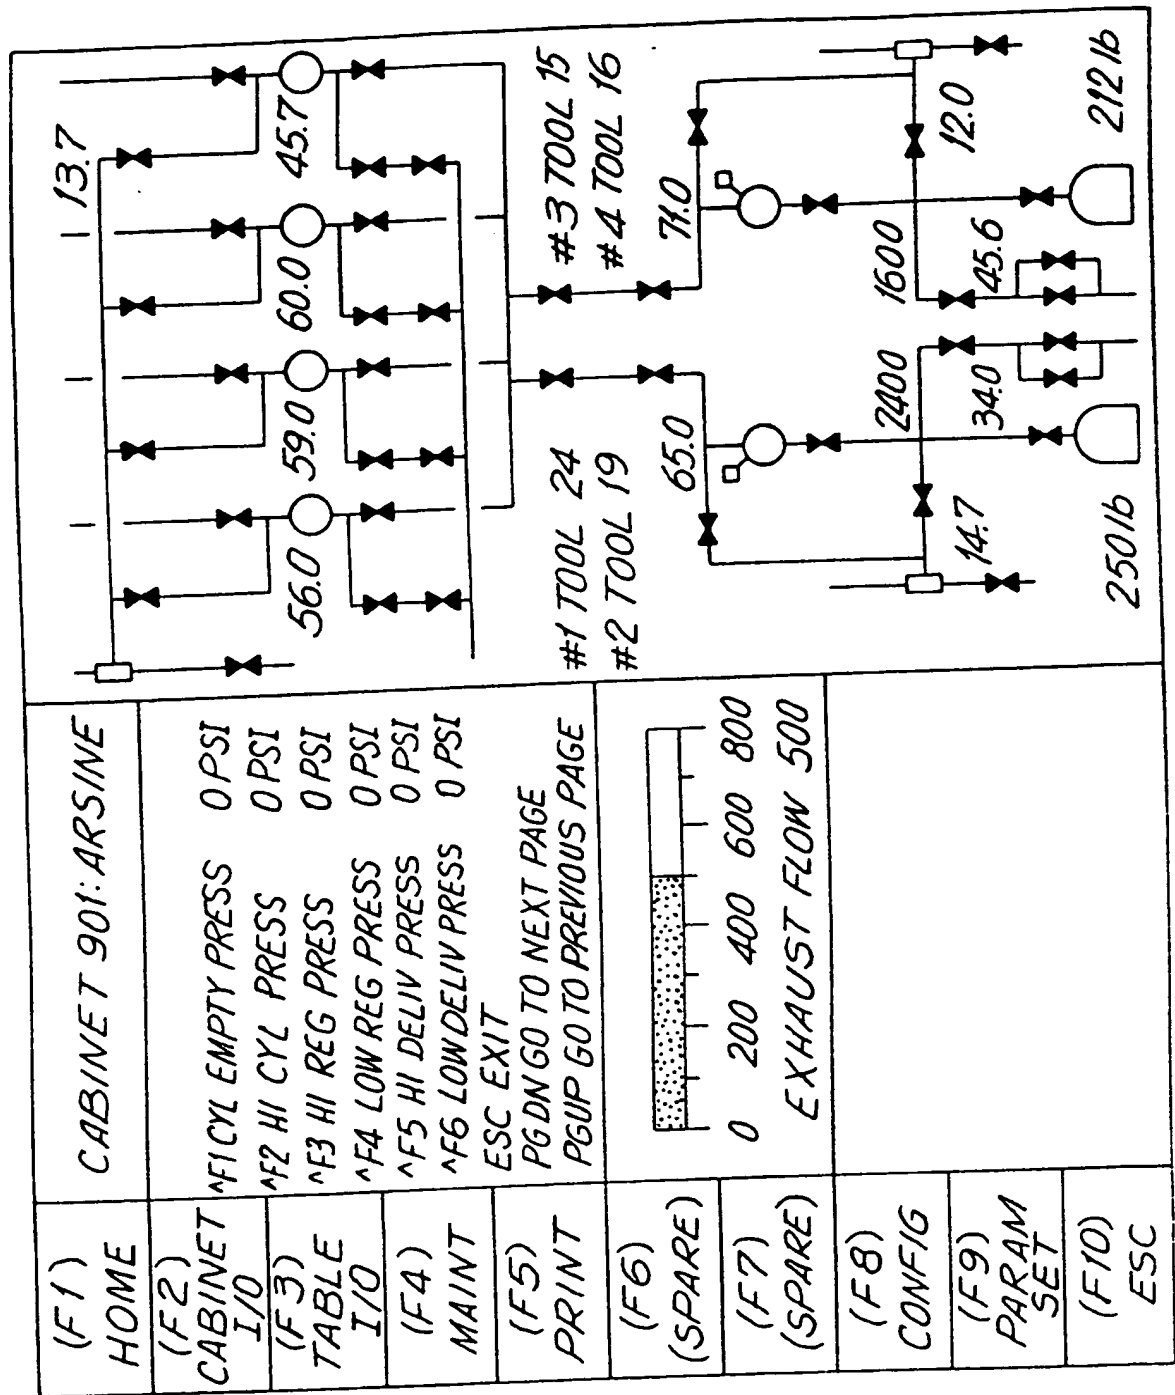 (F1)
HOME
(F2)
CABINET
I/O
(F3)
TABLE
I/O
(F4)
MAINT
(F5)
PRINT
(F6)
(SPARE)
(F7)
(SPARE)
(F8)
CONFIG
(F9)
PARAM
SET
(F10)
ESC
CABINET 901: ARSINE
^F1 CYL EMPTY PRESS 0 PSI
^F2 HI CYL PRESS 0 PSI
^F3 HI REG PRESS 0 PSI
^F4 LOW REG PRESS 0 PSI
^F5 HI DELIV PRESS 0 PSI
^F6 LOW DELIV PRESS 0 PSI
ESC EXIT
PGDN GO TO NEXT PAGE
PGUP GO TO PREVIOUS PAGE
0 200 400 600 800
EXHAUST FLOW 500
13.7
56.0 59.0 60.0 45.7
#1 TOOL 24
#2 TOOL 19
#3 TOOL 15
#4 TOOL 16
65.0 71.0
2400 1600
14.7 34.0 45.6 12.0
250 lb 212 lb